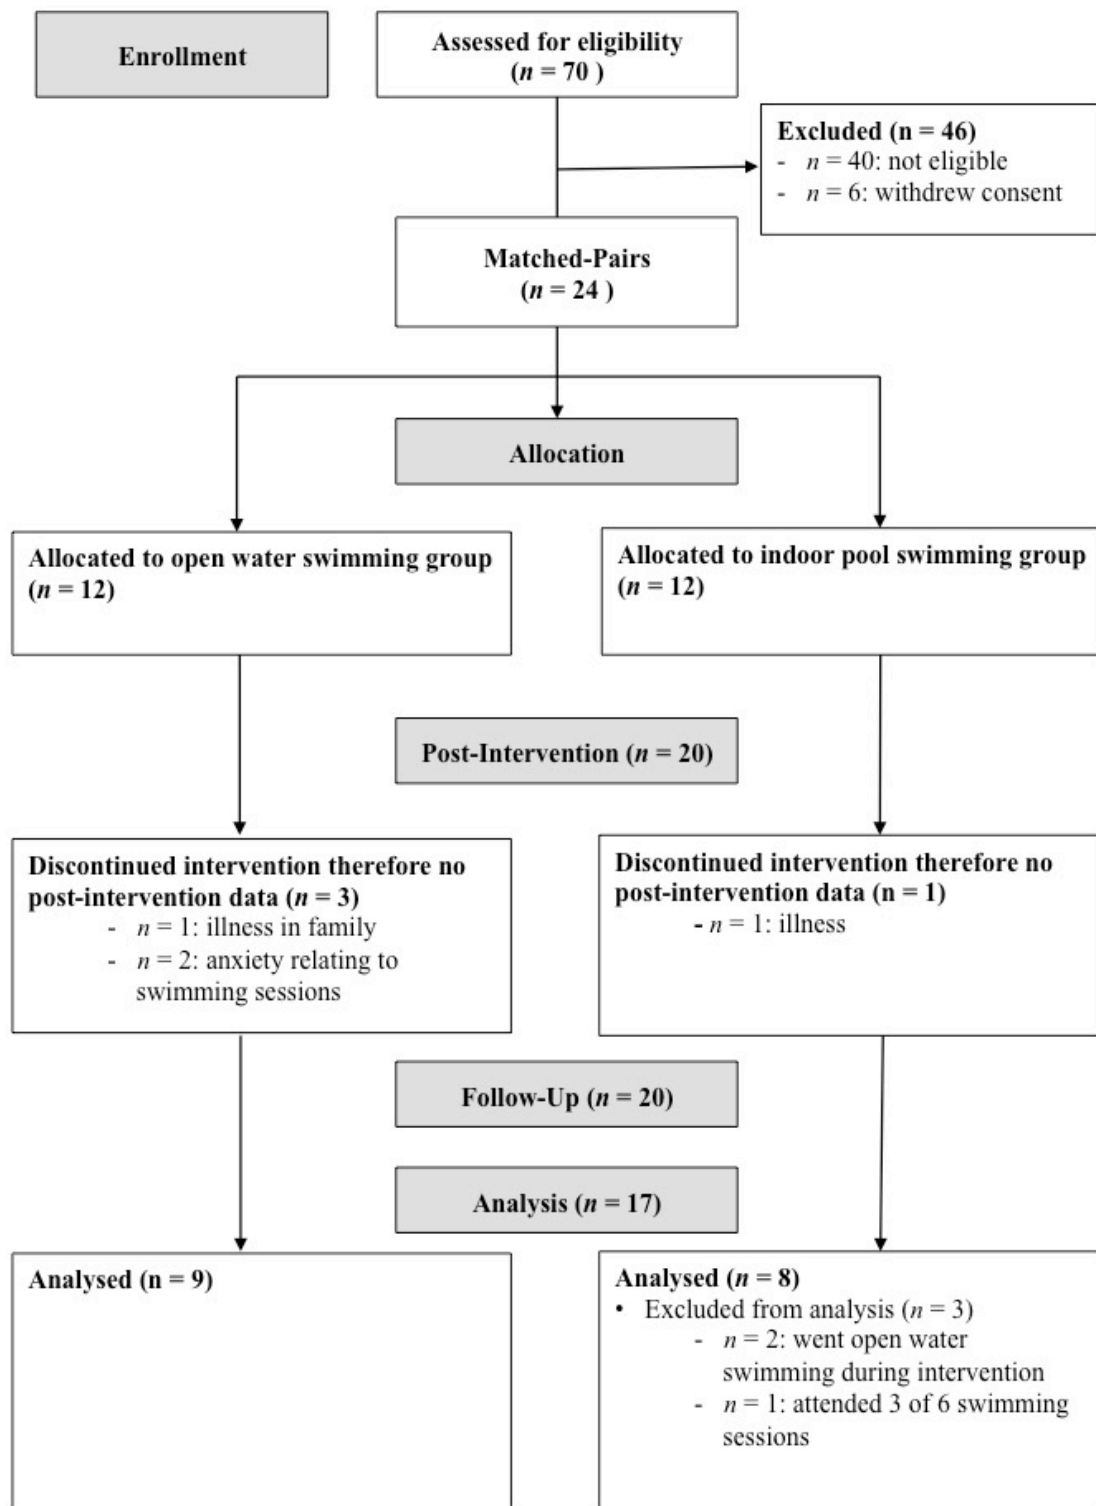 Enrollment
Assessed for eligibility
(n = 70 )
Excluded (n = 46)
- n = 40: not eligible
- n = 6: withdrew consent
Matched-Pairs
(n = 24 )
Allocation
Allocated to open water swimming group
(n = 12)
Allocated to indoor pool swimming group
(n = 12)
Post-Intervention (n = 20)
Discontinued intervention therefore no
post-intervention data (n = 3)
- n = 1: illness in family
- n = 2: anxiety relating to
swimming sessions
Discontinued intervention therefore no
post-intervention data (n = 1)
- n = 1: illness
Follow-Up (n = 20)
Analysis (n = 17)
Analysed (n = 9)
Analysed (n = 8)
• Excluded from analysis (n = 3)
- n = 2: went open water
swimming during intervention
- n = 1: attended 3 of 6 swimming
sessions